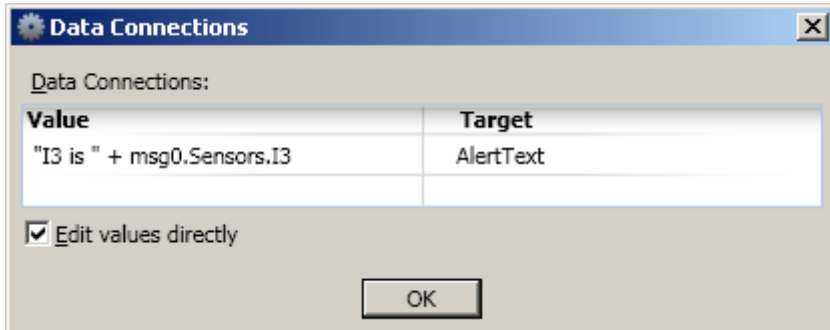 Data Connections
Data Connections:
Value Target
"I3 is " + msg0.Sensors.I3 AlertText
Edit values directly
OK